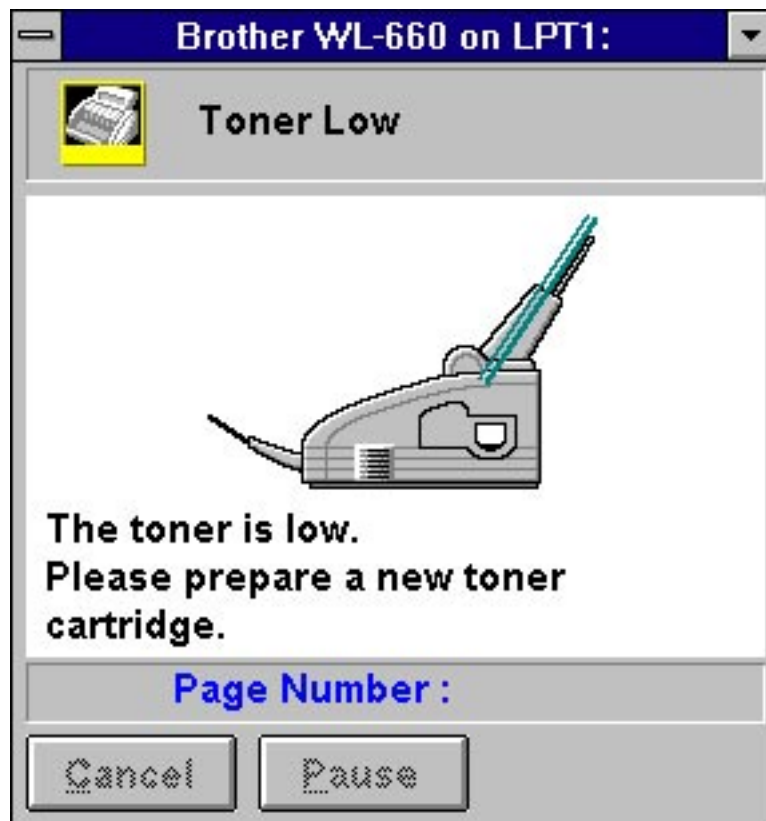 Brother WL-660 on LPT1:
Toner Low
The toner is low.
Please prepare a new toner
cartridge.
Page Number :
Cancel
Pause